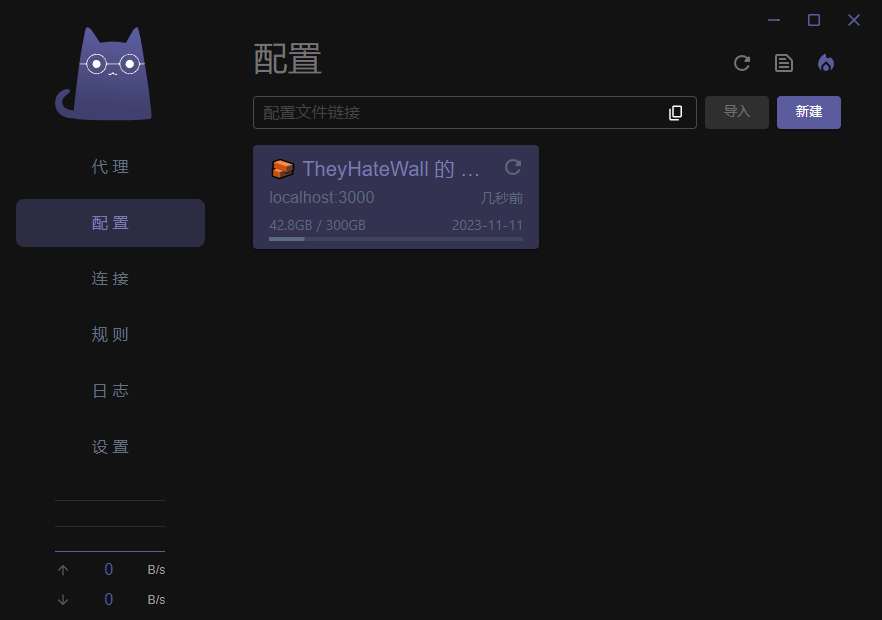 配置
配置文件链接
导入
新建
TheyHateWall 的 ...
localhost:3000
几秒前
42.8GB / 300GB
2023-11-11
代理
配置
连接
规则
日志
设置
0 B/s
0 B/s